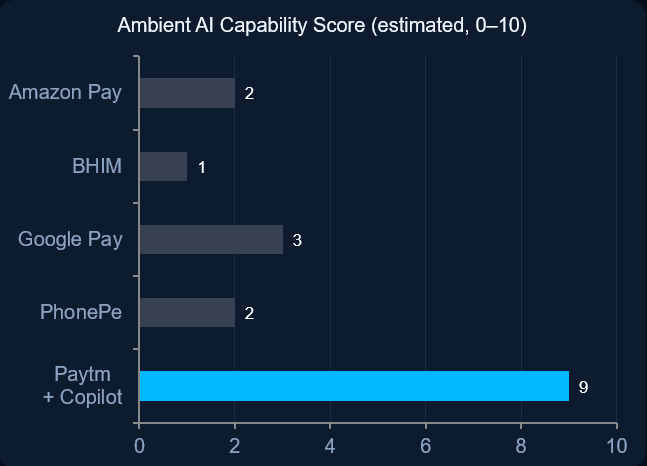 Ambient AI Capability Score (estimated, 0–10)
Amazon Pay 2
BHIM 1
Google Pay 3
PhonePe 2
Paytm
+ Copilot 9
0 2 4 6 8 10